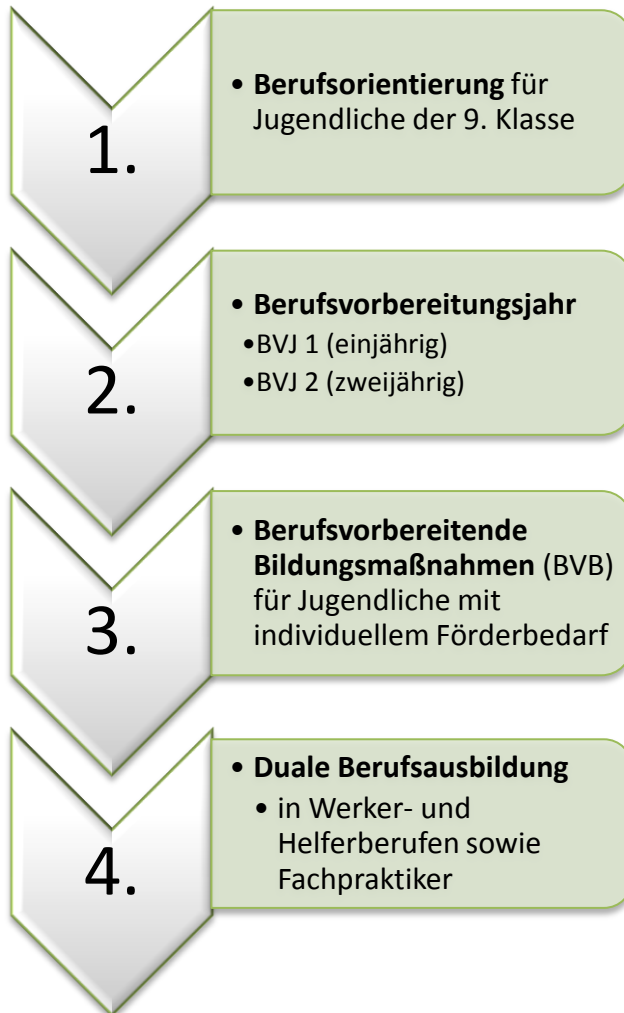 1.
• Berufsorientierung für
Jugendliche der 9. Klasse
2.
• Berufsvorbereitungsjahr
•BVJ 1 (einjährig)
•BVJ 2 (zweijährig)
3.
• Berufsvorbereitende
Bildungsmaßnahmen (BVB)
für Jugendliche mit
individuellem Förderbedarf
4.
• Duale Berufsausbildung
• in Werker- und
Helferberufen sowie
Fachpraktiker